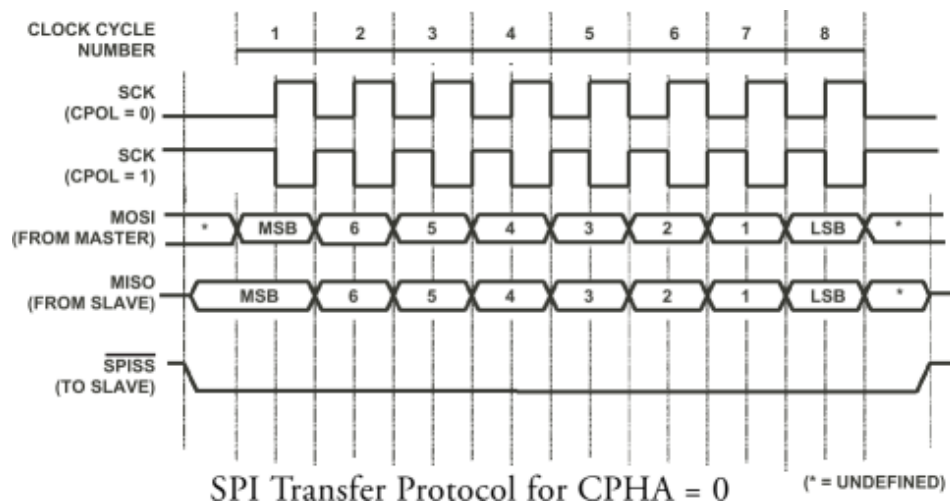 CLOCK CYCLE NUMBER 1 2 3 4 5 6 7 8
SCK
(CPOL = 0)
SCK
(CPOL = 1)
MOSI
(FROM MASTER)
* MSB 6 5 4 3 2 1 LSB *
MISO
(FROM SLAVE)
MSB 6 5 4 3 2 1 LSB *
SPISS
(TO SLAVE)
SPI Transfer Protocol for CPHA = 0
(* = UNDEFINED)